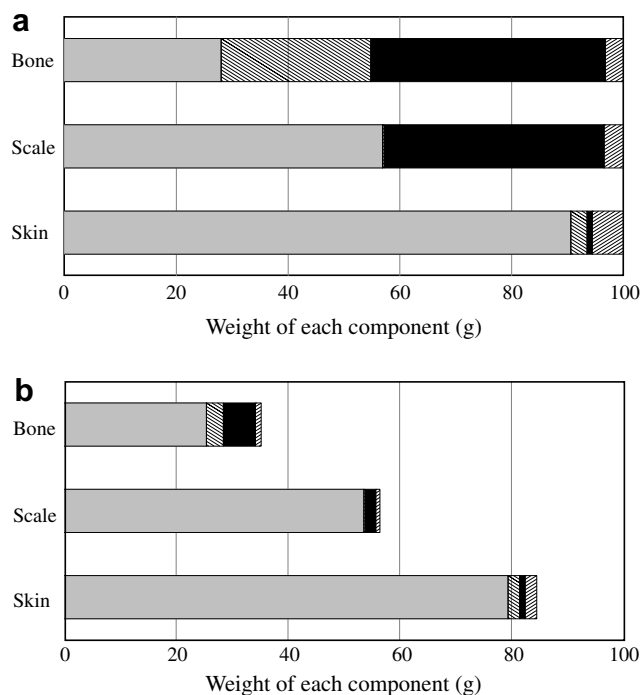 a
Bone
Scale
Skin
0 20 40 60 80 100
Weight of each component (g)
b
Bone
Scale
Skin
0 20 40 60 80 100
Weight of each component (g)